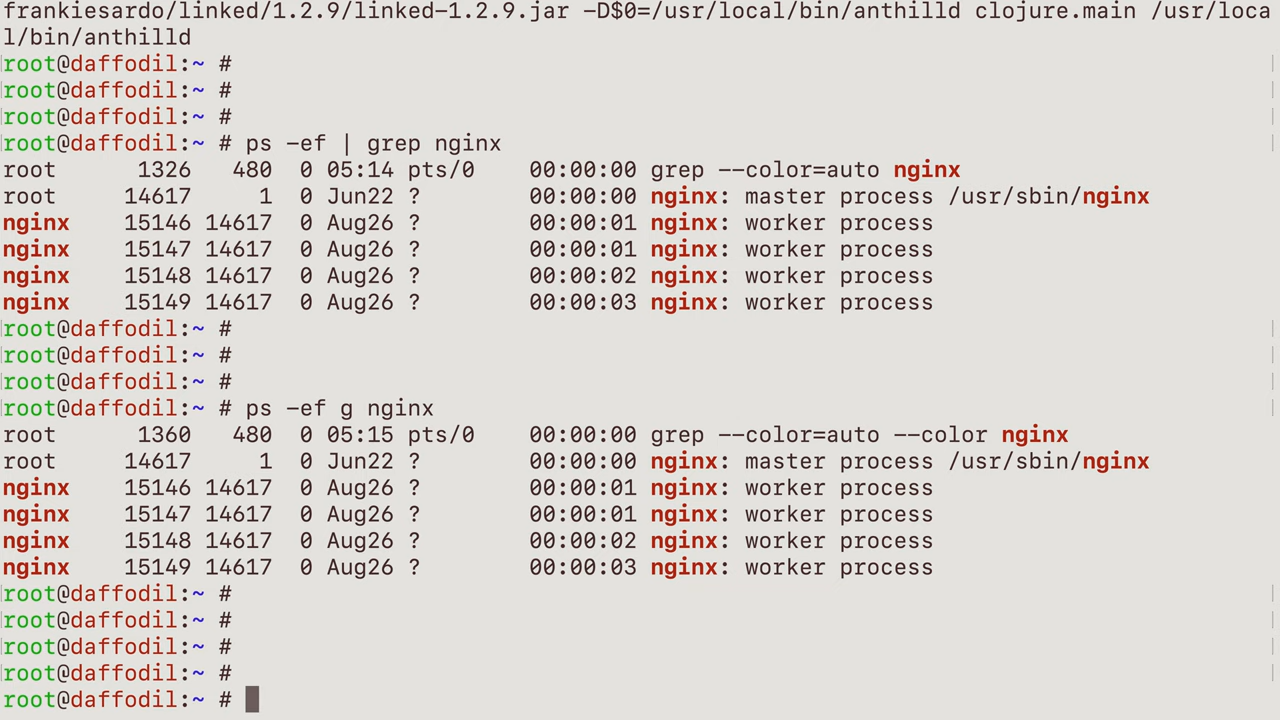 frankiesardo/linked/1.2.9/linked-1.2.9.jar -D$0=/usr/local/bin/anthilld clojure.main /usr/loca
l/bin/anthilld
root@daffodil:~ #
root@daffodil:~ #
root@daffodil:~ #
root@daffodil:~ # ps -ef | grep nginx
root      1326   480  0 05:14 pts/0    00:00:00 grep --color=auto nginx
root     14617     1  0 Jun22 ?        00:00:00 nginx: master process /usr/sbin/nginx
nginx    15146 14617  0 Aug26 ?        00:00:01 nginx: worker process
nginx    15147 14617  0 Aug26 ?        00:00:01 nginx: worker process
nginx    15148 14617  0 Aug26 ?        00:00:02 nginx: worker process
nginx    15149 14617  0 Aug26 ?        00:00:03 nginx: worker process
root@daffodil:~ #
root@daffodil:~ #
root@daffodil:~ #
root@daffodil:~ # ps -ef g nginx
root      1360   480  0 05:15 pts/0    00:00:00 grep --color=auto --color nginx
root     14617     1  0 Jun22 ?        00:00:00 nginx: master process /usr/sbin/nginx
nginx    15146 14617  0 Aug26 ?        00:00:01 nginx: worker process
nginx    15147 14617  0 Aug26 ?        00:00:01 nginx: worker process
nginx    15148 14617  0 Aug26 ?        00:00:02 nginx: worker process
nginx    15149 14617  0 Aug26 ?        00:00:03 nginx: worker process
root@daffodil:~ #
root@daffodil:~ #
root@daffodil:~ #
root@daffodil:~ #
root@daffodil:~ #